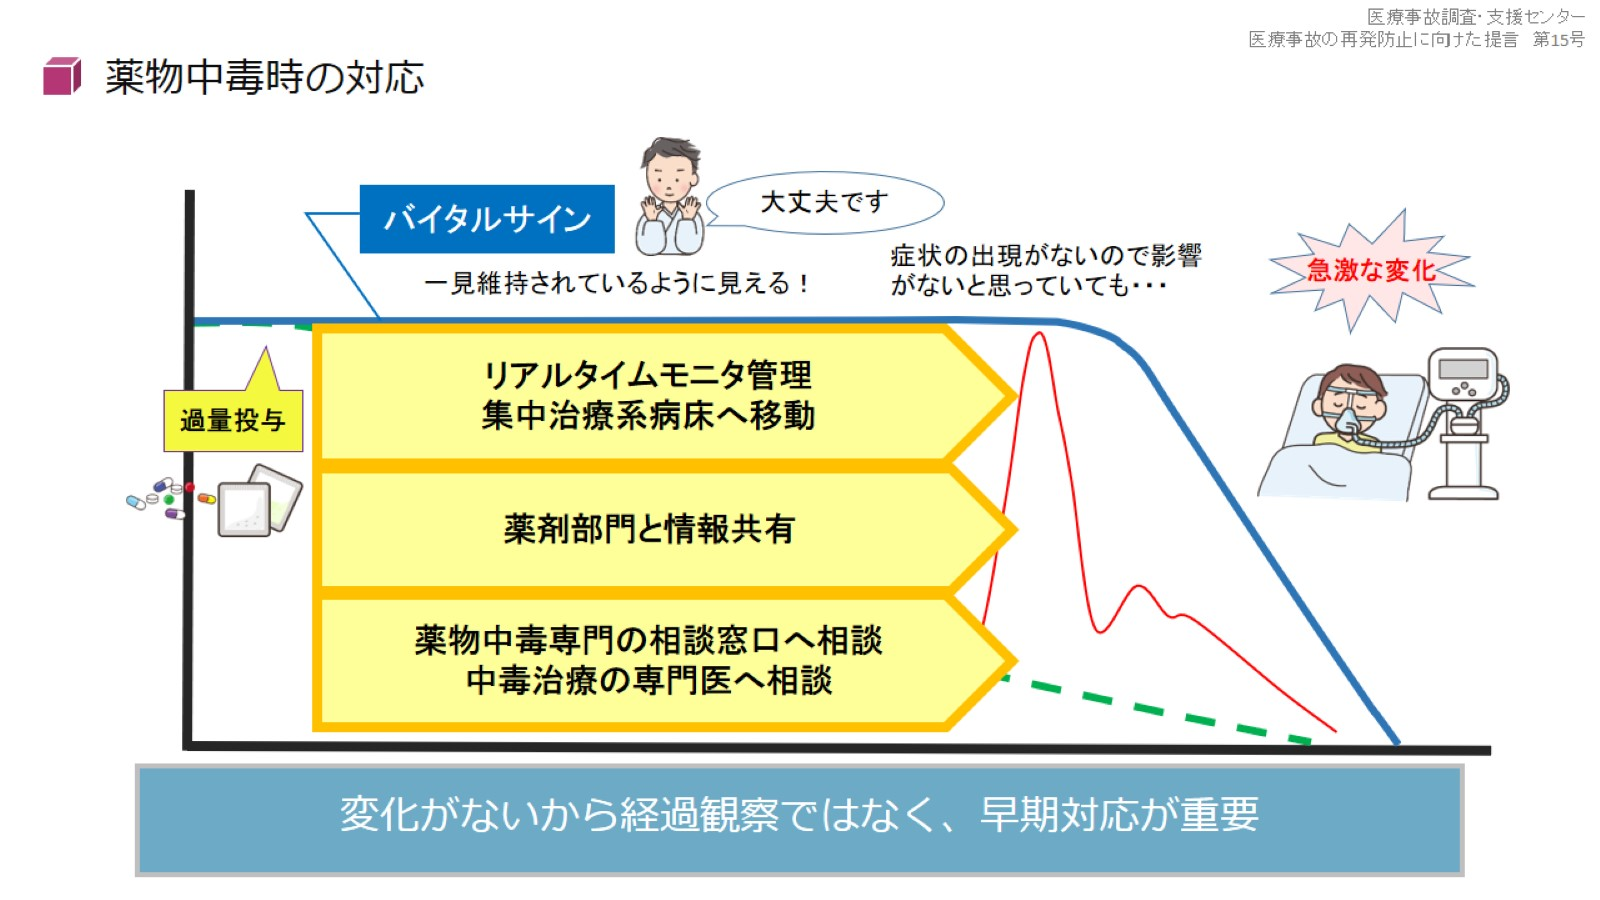 医療事故調査・支援センター
医療事故の再発防止に向けた提言 第15号
薬物中毒時の対応
バイタルサイン
大丈夫です
一見維持されているように見える！
症状の出現がないので影響
がないと思っていても・・・
急激な変化
過量投与
リアルタイムモニタ管理
集中治療系病床へ移動
薬剤部門と情報共有
薬物中毒専門の相談窓口へ相談
中毒治療の専門医へ相談
変化がないから経過観察ではなく、早期対応が重要